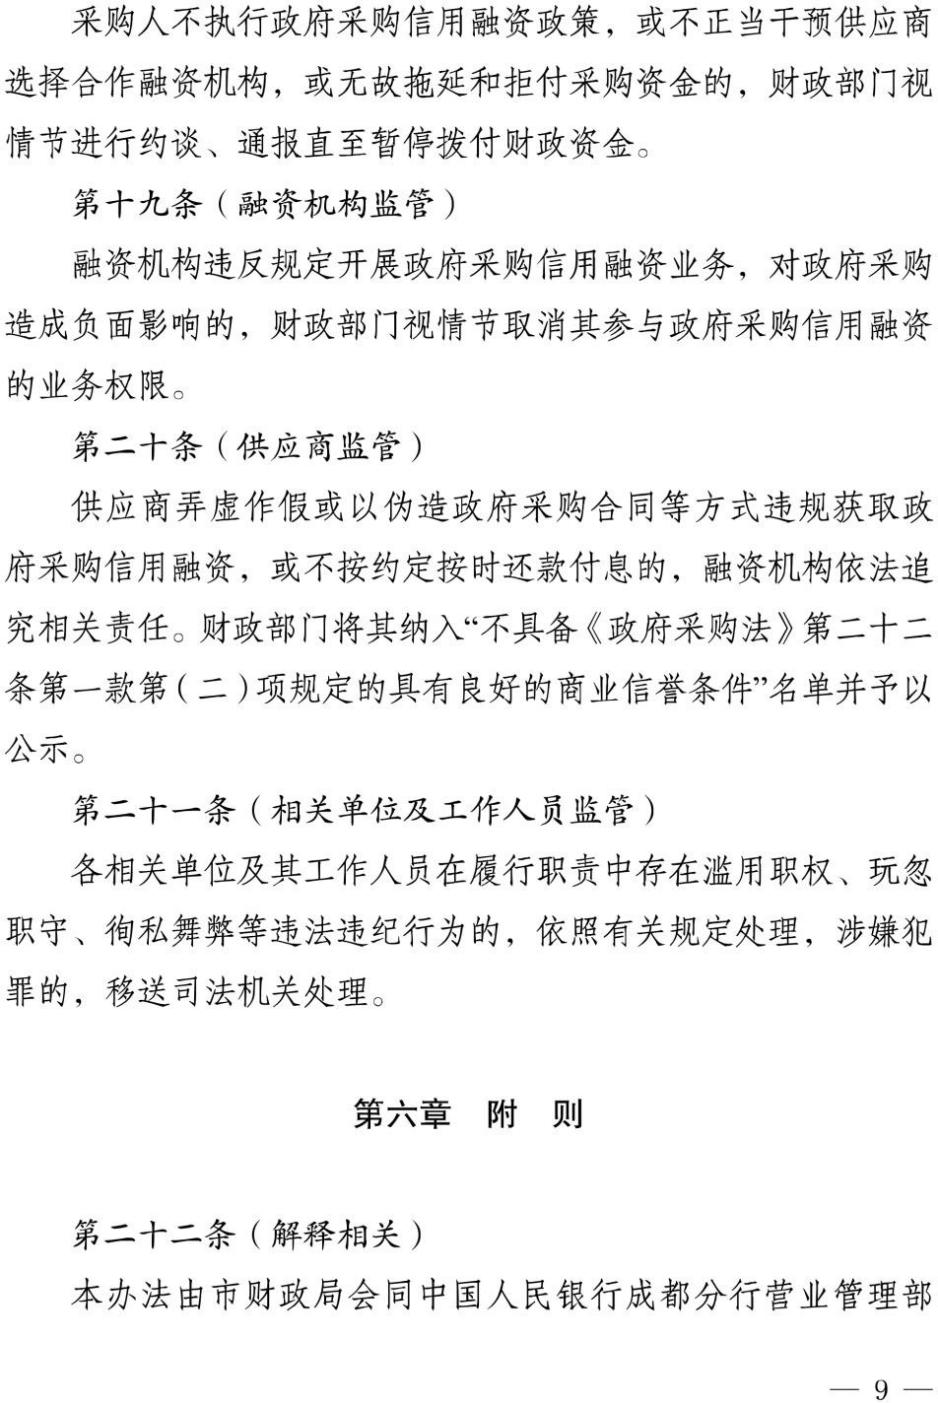 采购人不执行政府采购信用融资政策，或不正当干预供应商
选择合作融资机构，或无故拖延和拒付采购资金的，财政部门视
情节进行约谈、通报直至暂停拨付财政资金。
第十九条（融资机构监管）
融资机构违反规定开展政府采购信用融资业务，对政府采购
造成负面影响的，财政部门视情节取消其参与政府采购信用融资
的业务权限。
第二十条（供应商监管）
供应商弄虚作假或以伪造政府采购合同等方式违规获取政
府采购信用融资，或不按约定按时还款付息的，融资机构依法追
究相关责任。财政部门将其纳入“不具备《政府采购法》第二十二
条第一款第（二）项规定的具有良好的商业信誉条件”名单并予以
公示。
第二十一条（相关单位及工作人员监管）
各相关单位及其工作人员在履行职责中存在滥用职权、玩忽
职守、徇私舞弊等违法违纪行为的，依照有关规定处理，涉嫌犯
罪的，移送司法机关处理。
第六章　附　则
第二十二条（解释相关）
本办法由市财政局会同中国人民银行成都分行营业管理部
— 9 —